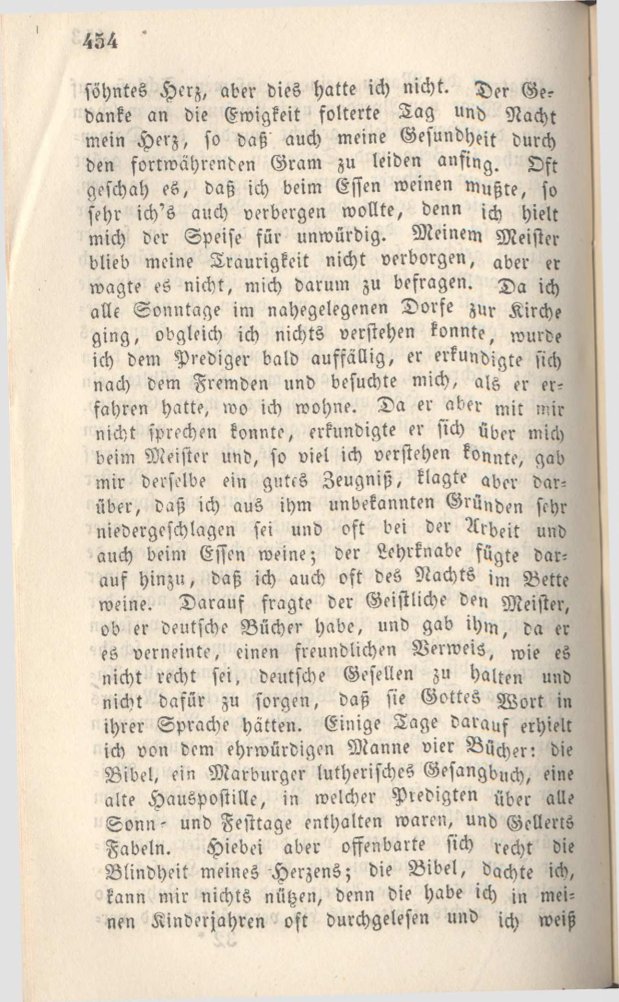 454
söhntes Herz, aber dies hatte ich nicht. Der Ge-
danke an die Ewigkeit folterte Tag und Nacht
mein Herz, so daß auch meine Gesundheit durch
den fortwährenden Gram zu leiden anfing. Oft
geschah es, daß ich beim Essen weinen mußte, so
sehr ich's auch verbergen wollte, denn ich hielt
mich der Speise für unwürdig. Meinem Meister
blieb meine Traurigkeit nicht verborgen, aber er
wagte es nicht, mich darum zu befragen. Da ich
alle Sonntage im nahegelegenen Dorfe zur Kirche
ging, obgleich ich nichts verstehen konnte, wurde
ich dem Prediger bald auffällig, er erkundigte sich
nach dem Fremden und besuchte mich, als er er-
fahren hatte, wo ich wohne. Da er aber mit mir
nicht sprechen konnte, erkundigte er sich über mich
beim Meister und, so viel ich verstehen konnte, gab
mir derselbe ein gutes Zeugniß, klagte aber dar-
über, daß ich aus ihm unbekannten Gründen sehr
niedergeschlagen sei und oft bei der Arbeit und
auch beim Essen weine; der Lehrknabe fügte dar-
auf hinzu, daß ich auch oft des Nachts im Bette
weine. Darauf fragte der Geistliche den Meister,
ob er deutsche Bücher habe, und gab ihm, da er
es verneinte, einen freundlichen Verweis, wie es
nicht recht sei, deutsche Gesellen zu halten und
nicht dafür zu sorgen, daß sie Gottes Wort in
ihrer Sprache hätten. Einige Tage darauf erhielt
ich von dem ehrwürdigen Manne vier Bücher: die
Bibel, ein Marburger lutherisches Gesangbuch, eine
alte Hauspostille, in welcher Predigten über alle
Sonn- und Festtage enthalten waren, und Gellerts
Fabeln. Hiebei aber offenbarte sich recht die
Blindheit meines Herzens; die Bibel, dachte ich,
kann mir nichts nützen, denn die habe ich in mei-
nen Kinderjahren oft durchgelesen und ich weiß